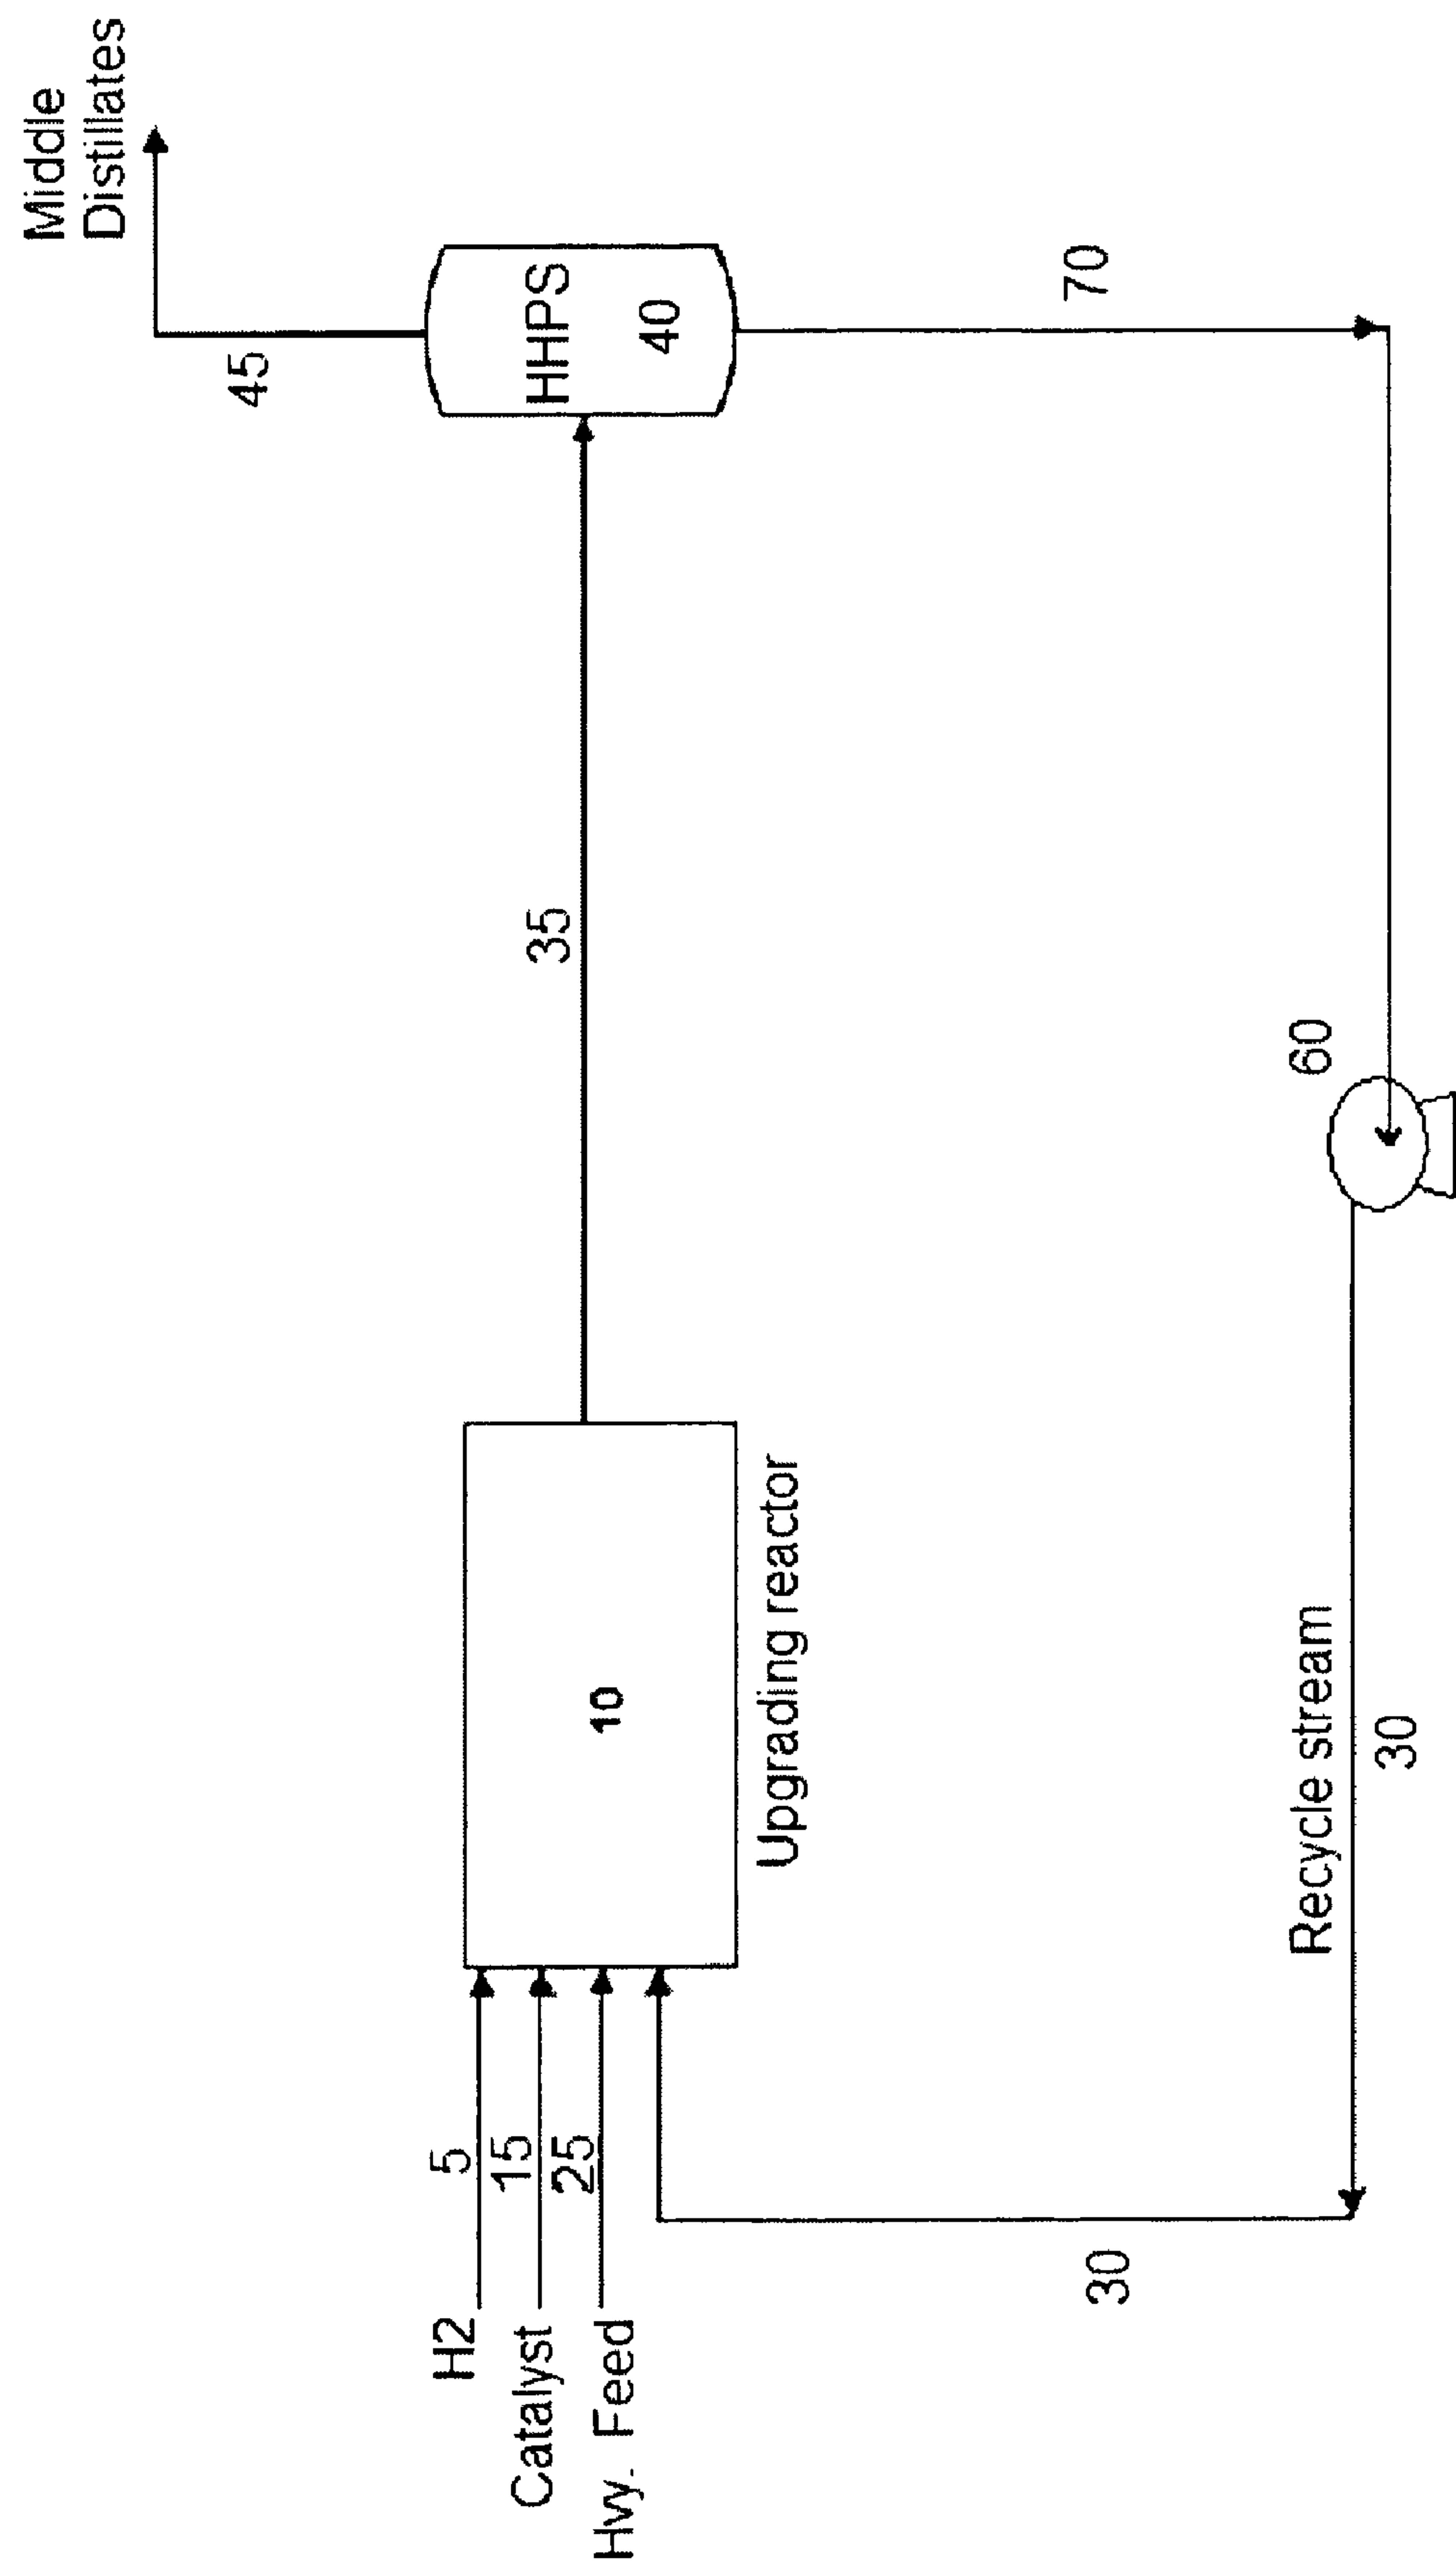 Middle
Distillates
45
HHPS
40
70
35
60
10
Upgrading reactor
Recycle stream
30
5
15
25
H2
Catalyst
Hvy. Feed
30